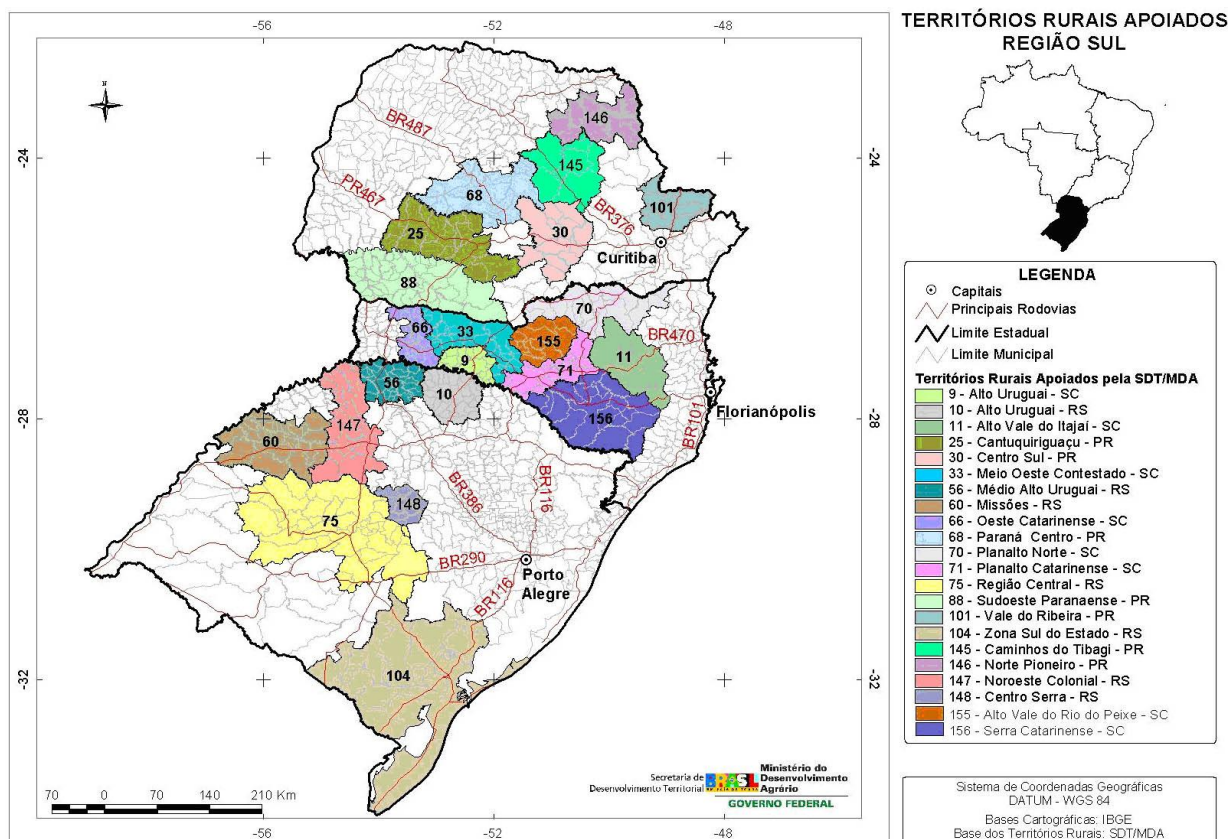 TERRITÓRIOS RURAIS APOIADOS
REGIÃO SUL
-56
-52
-48
N
-24
-24
-28
-28
-32
-32
BR487
PR467
BR376
BR470
BR101
BR386
BR116
BR290
BR116
146
145
68
101
25
30
Curitiba
88
70
66
33
155
11
9
71
56
10
156
Florianópolis
147
60
148
75
Porto
Alegre
104
LEGENDA
Capitais
Principais Rodovias
Limite Estadual
Limite Municipal
Territórios Rurais Apoiados pela SDT/MDA
9 - Alto Uruguai - SC
10 - Alto Uruguai - RS
11 - Alto Vale do Itajaí - SC
25 - Cantuquiriguaçu - PR
30 - Centro Sul - PR
33 - Meio Oeste Contestado - SC
56 - Médio Alto Uruguai - RS
60 - Missões - RS
66 - Oeste Catarinense - SC
68 - Paraná Centro - PR
70 - Planalto Norte - SC
71 - Planalto Catarinense - SC
75 - Região Central - RS
88 - Sudoeste Paranaense - PR
101 - Vale do Ribeira - PR
104 - Zona Sul do Estado - RS
145 - Caminhos do Tibagi - PR
146 - Norte Pioneiro - PR
147 - Noroeste Colonial - RS
148 - Centro Serra - RS
155 - Alto Vale do Rio do Peixe - SC
156 - Serra Catarinense - SC
70 0 70 140 210 Km
Secretaria de
Desenvolvimento Territorial
BRASIL
Ministério do
Desenvolvimento
Agrário
GOVERNO FEDERAL
-56
-52
-48
Sistema de Coordenadas Geográficas
DATUM - WGS 84
Bases Cartográficas: IBGE
Base dos Territórios Rurais: SDT/MDA